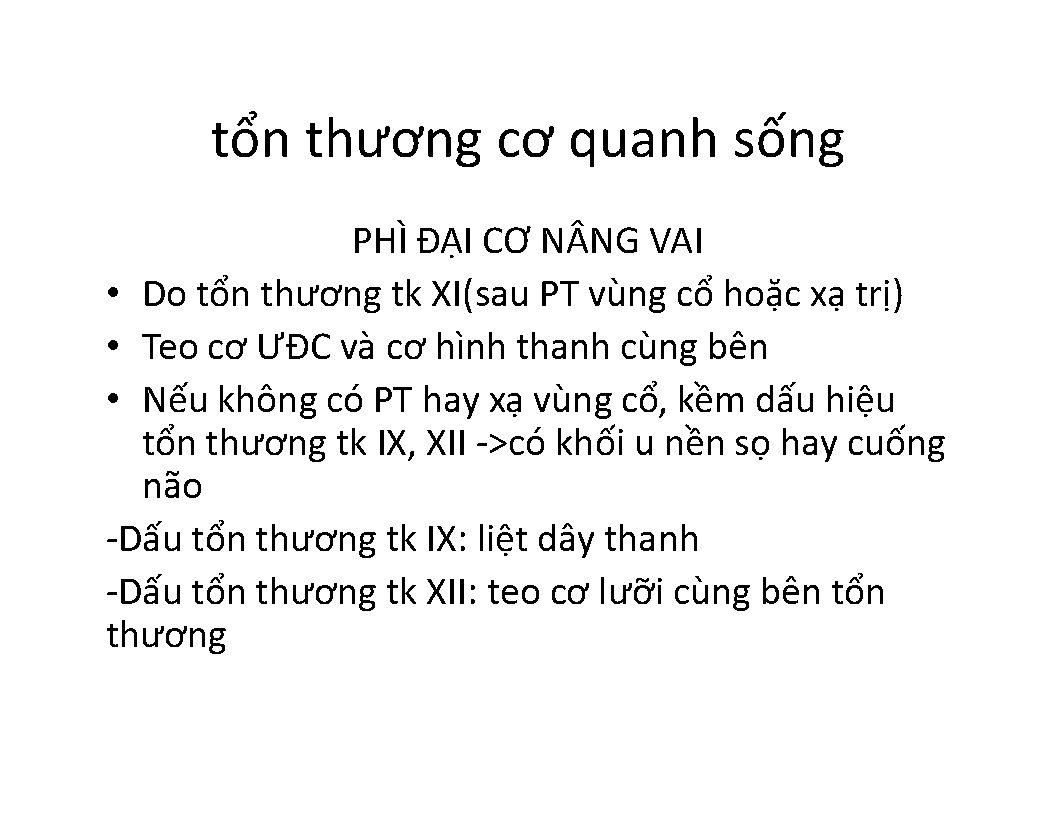 tổn thương cơ quanh sống
PHÌ ĐẠI CƠ NÂNG VAI
• Do tổn thương tk XI(sau PT vùng cổ hoặc xạ trị)
• Teo cơ ƯĐC và cơ hình thanh cùng bên
• Nếu không có PT hay xạ vùng cổ, kềm dấu hiệu
tổn thương tk IX, XII ->có khối u nền sọ hay cuống
não
-Dấu tổn thương tk IX: liệt dây thanh
-Dấu tổn thương tk XII: teo cơ lưỡi cùng bên tổn
thương